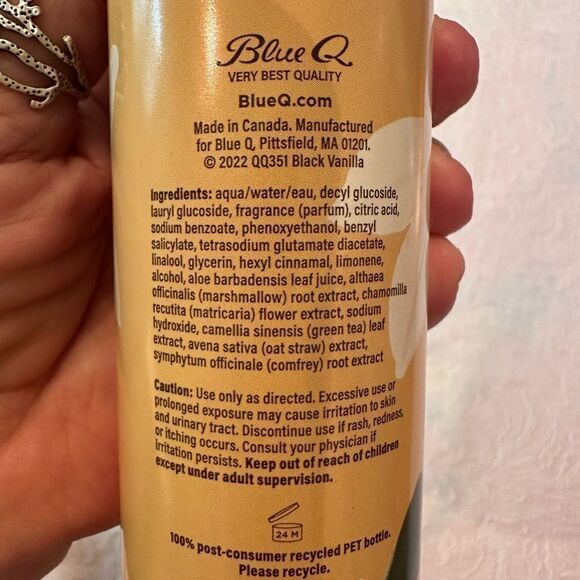 Blue Q
VERY BEST QUALITY
BlueQ.com
Made in Canada. Manufactured
for Blue Q, Pittsfield, MA 01201.
© 2022 QQ351 Black Vanilla
Ingredients: aqua/water/eau, decyl glucoside,
lauryl glucoside, fragrance (parfum), citric acid,
sodium benzoate, phenoxyethanol, benzyl
salicylate, tetrasodium glutamate diacetate,
linalool, glycerin, hexyl cinnamal, limonene,
alcohol, aloe barbadensis leaf juice, althaea
officinalis (marshmallow) root extract, chamomilla
recutita (matricaria) flower extract, sodium
hydroxide, camellia sinensis (green tea) leaf
extract, avena sativa (oat straw) extract,
symphytum officinale (comfrey) root extract
Caution: Use only as directed. Excessive use or
prolonged exposure may cause irritation to skin
and urinary tract. Discontinue use if rash, redness,
or itching occurs. Consult your physician if
irritation persists. Keep out of reach of children
except under adult supervision.
24 M
100% post-consumer recycled PET bottle.
Please recycle.